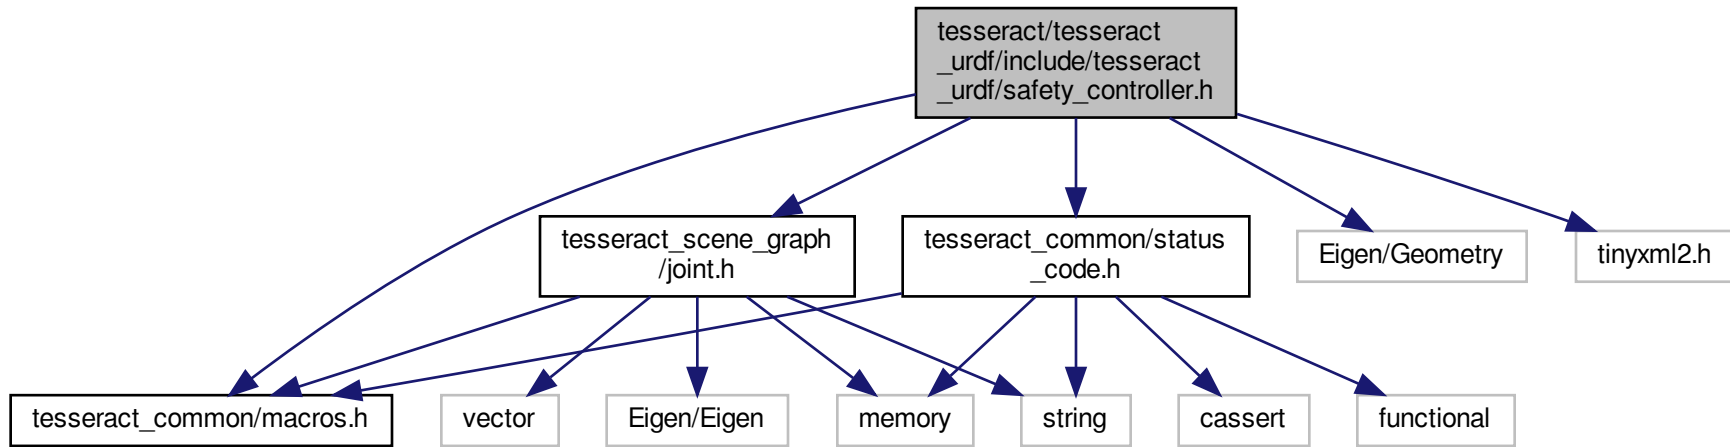 tesseract/tesseract
_urdf/include/tesseract
_urdf/safety_controller.h
tesseract_scene_graph
/joint.h
tesseract_common/status
_code.h
Eigen/Geometry
tinyxml2.h
tesseract_common/macros.h
vector
Eigen/Eigen
memory
string
cassert
functional